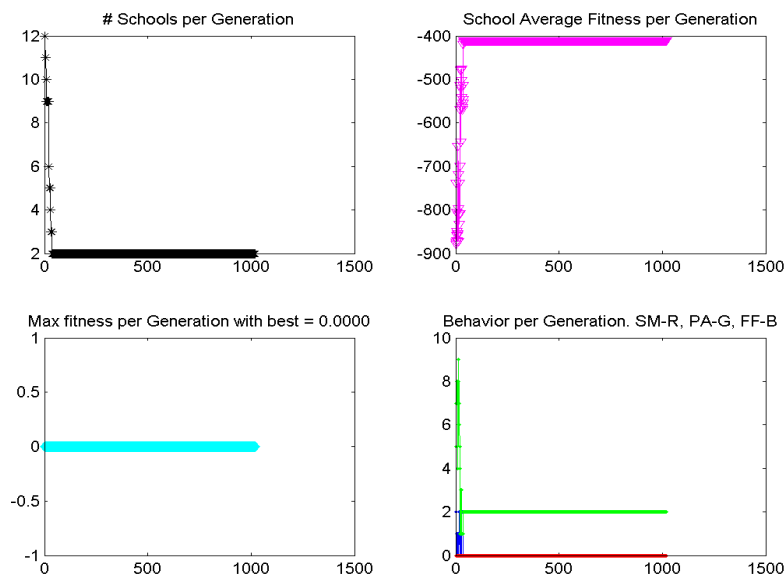 # Schools per Generation
12
10
8
6
4
2
0 500 1000 1500
School Average Fitness per Generation
-400
-500
-600
-700
-800
-900
0 500 1000 1500
Max fitness per Generation with best = 0.0000
1
0.5
0
-0.5
-1
0 500 1000 1500
Behavior per Generation. SM-R, PA-G, FF-B
10
8
6
4
2
0
0 500 1000 1500